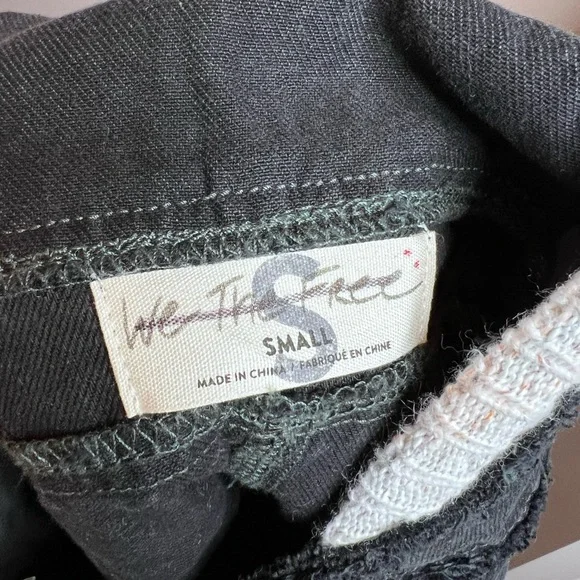 We The Free
S
SMALL
MADE IN CHINA / FABRIQUÉ EN CHINE